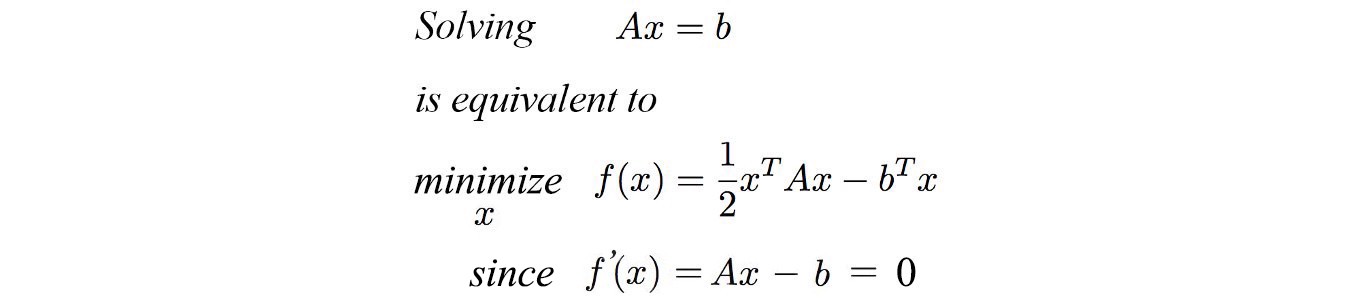 Solving Ax = b
is equivalent to
minimize f(x) = 1/2 x^T Ax − b^T x
x
since f'(x) = Ax − b = 0